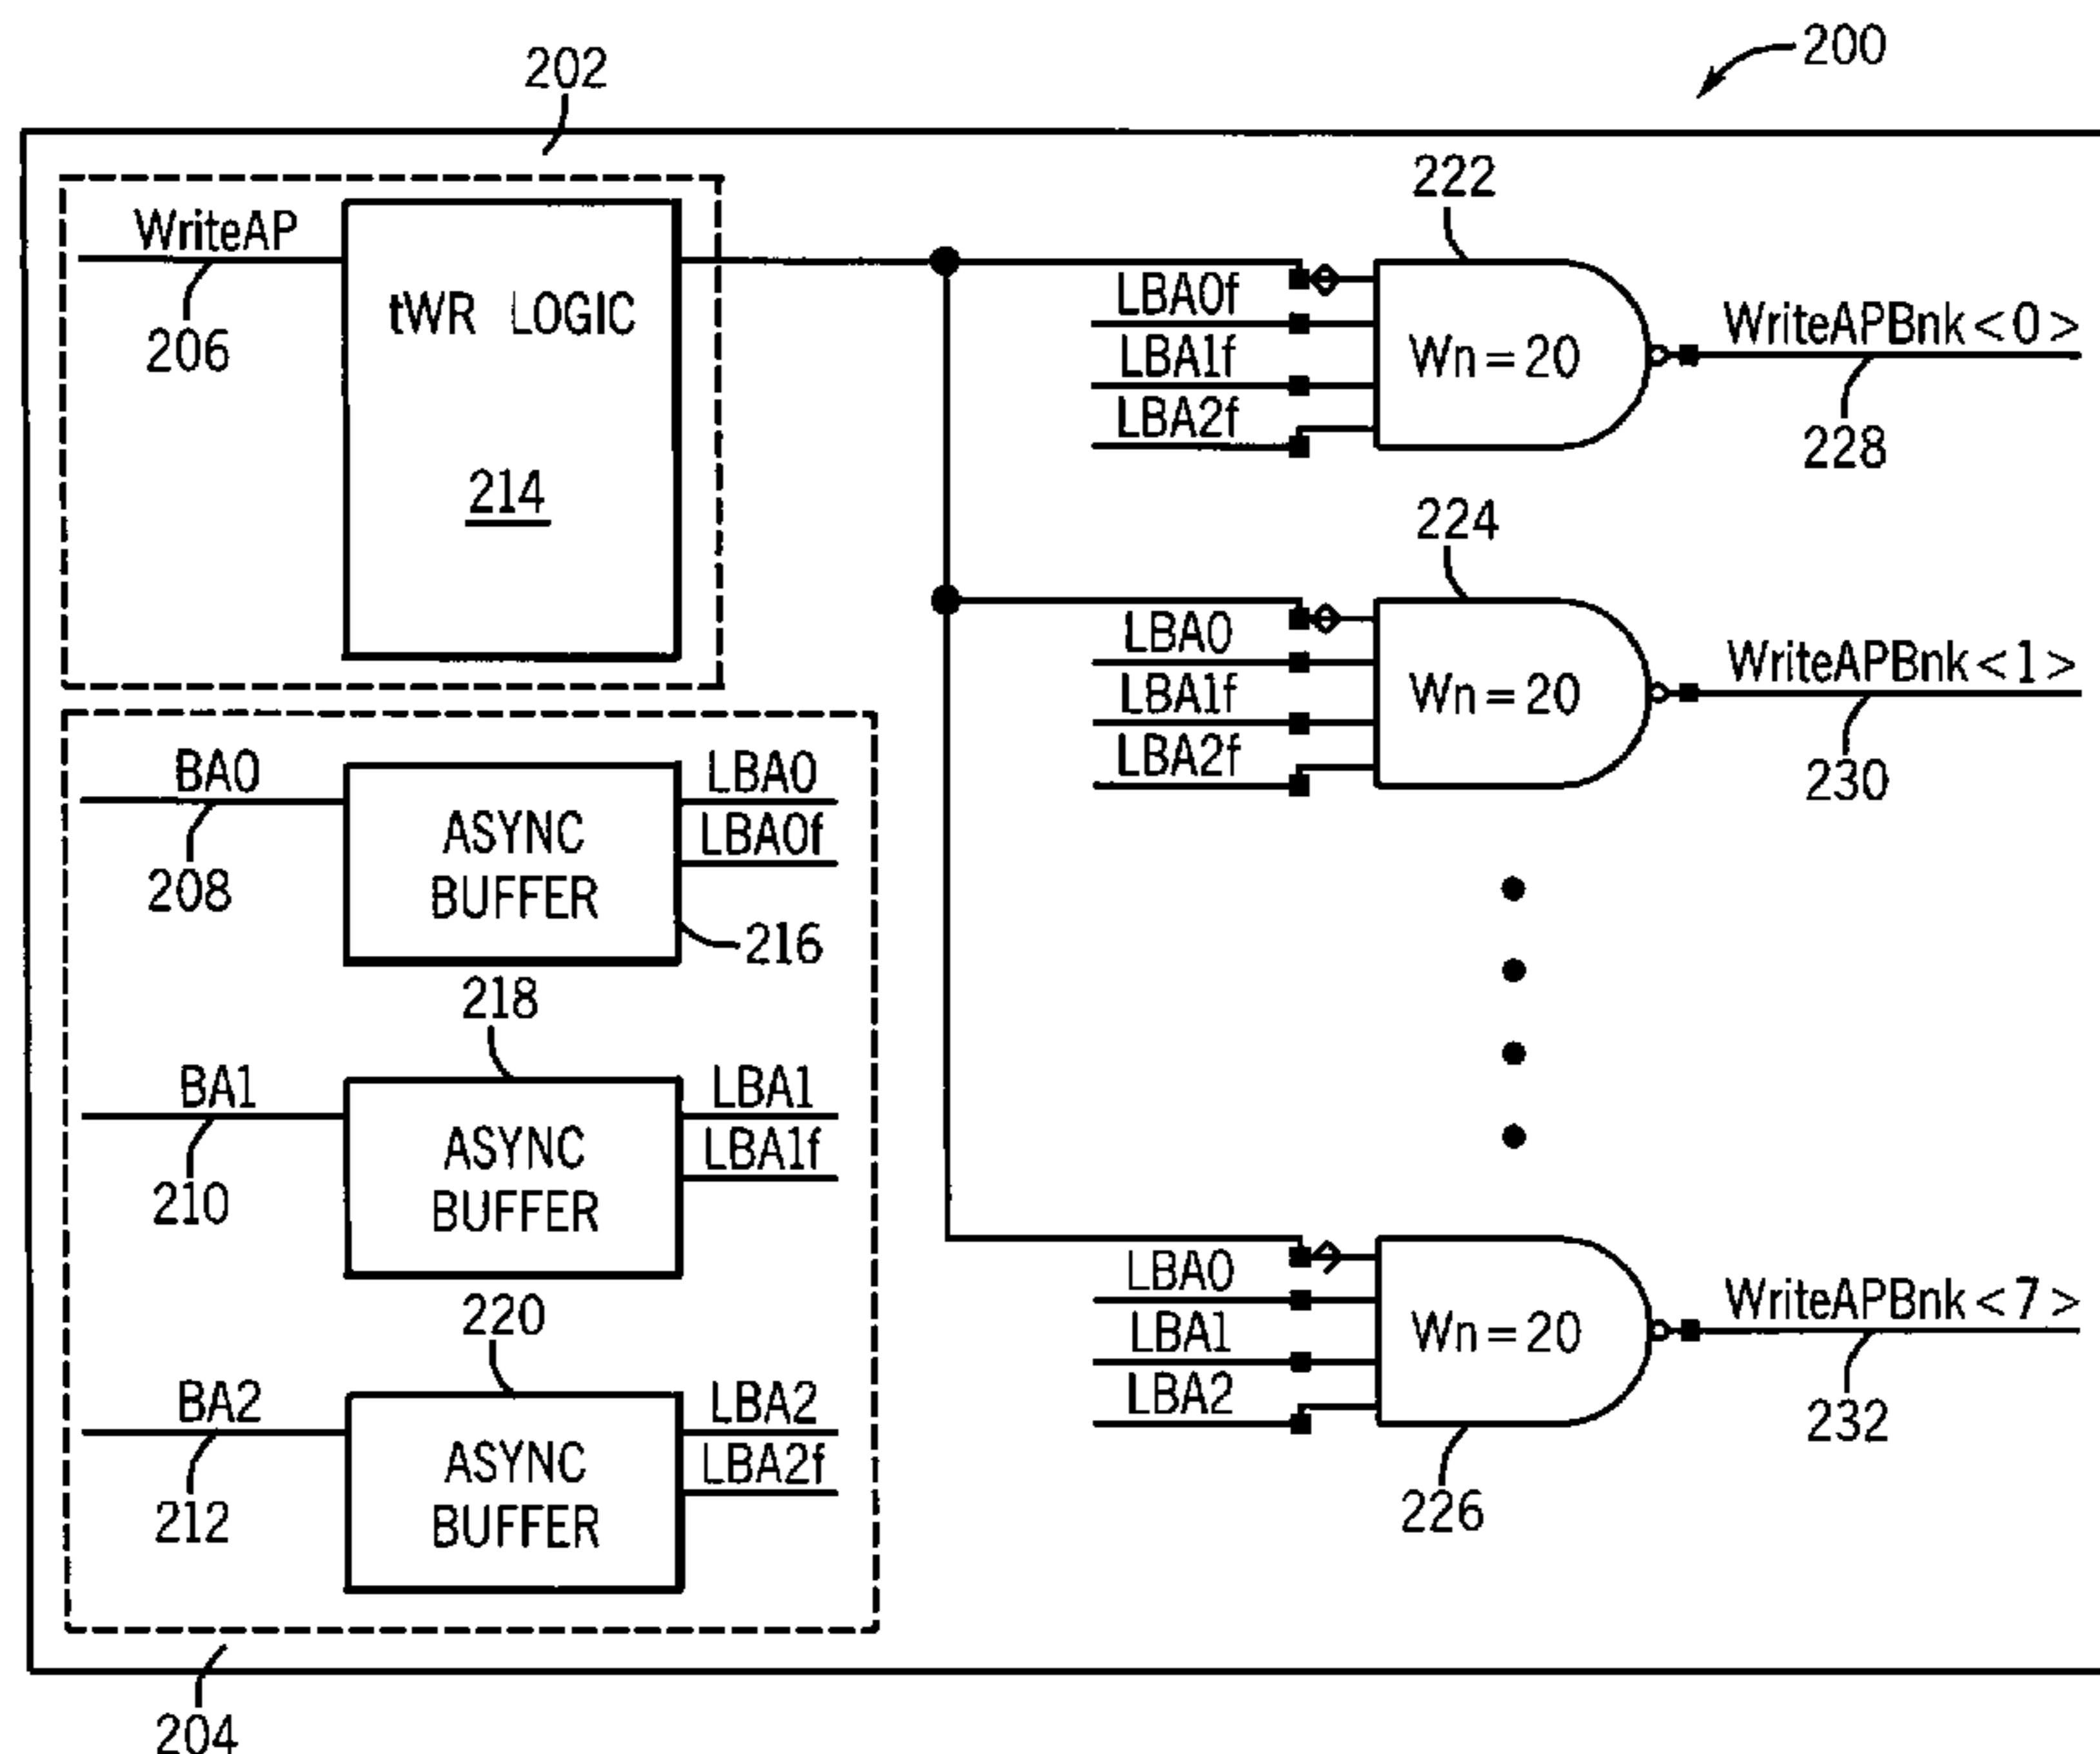 200
202
222
WriteAP
206
tWR LOGIC
214
LBA0f
LBA1f
LBA2f
Wn = 20
WriteAPBnk < 0 >
228
224
LBA0
LBA1f
LBA2f
Wn = 20
WriteAPBnk < 1 >
230
BA0
208
ASYNC
BUFFER
LBA0
LBA0f
216
218
BA1
210
ASYNC
BUFFER
LBA1
LBA1f
220
BA2
212
ASYNC
BUFFER
LBA2
LBA2f
LBA0
LBA1
LBA2
Wn = 20
WriteAPBnk < 7 >
232
226
204